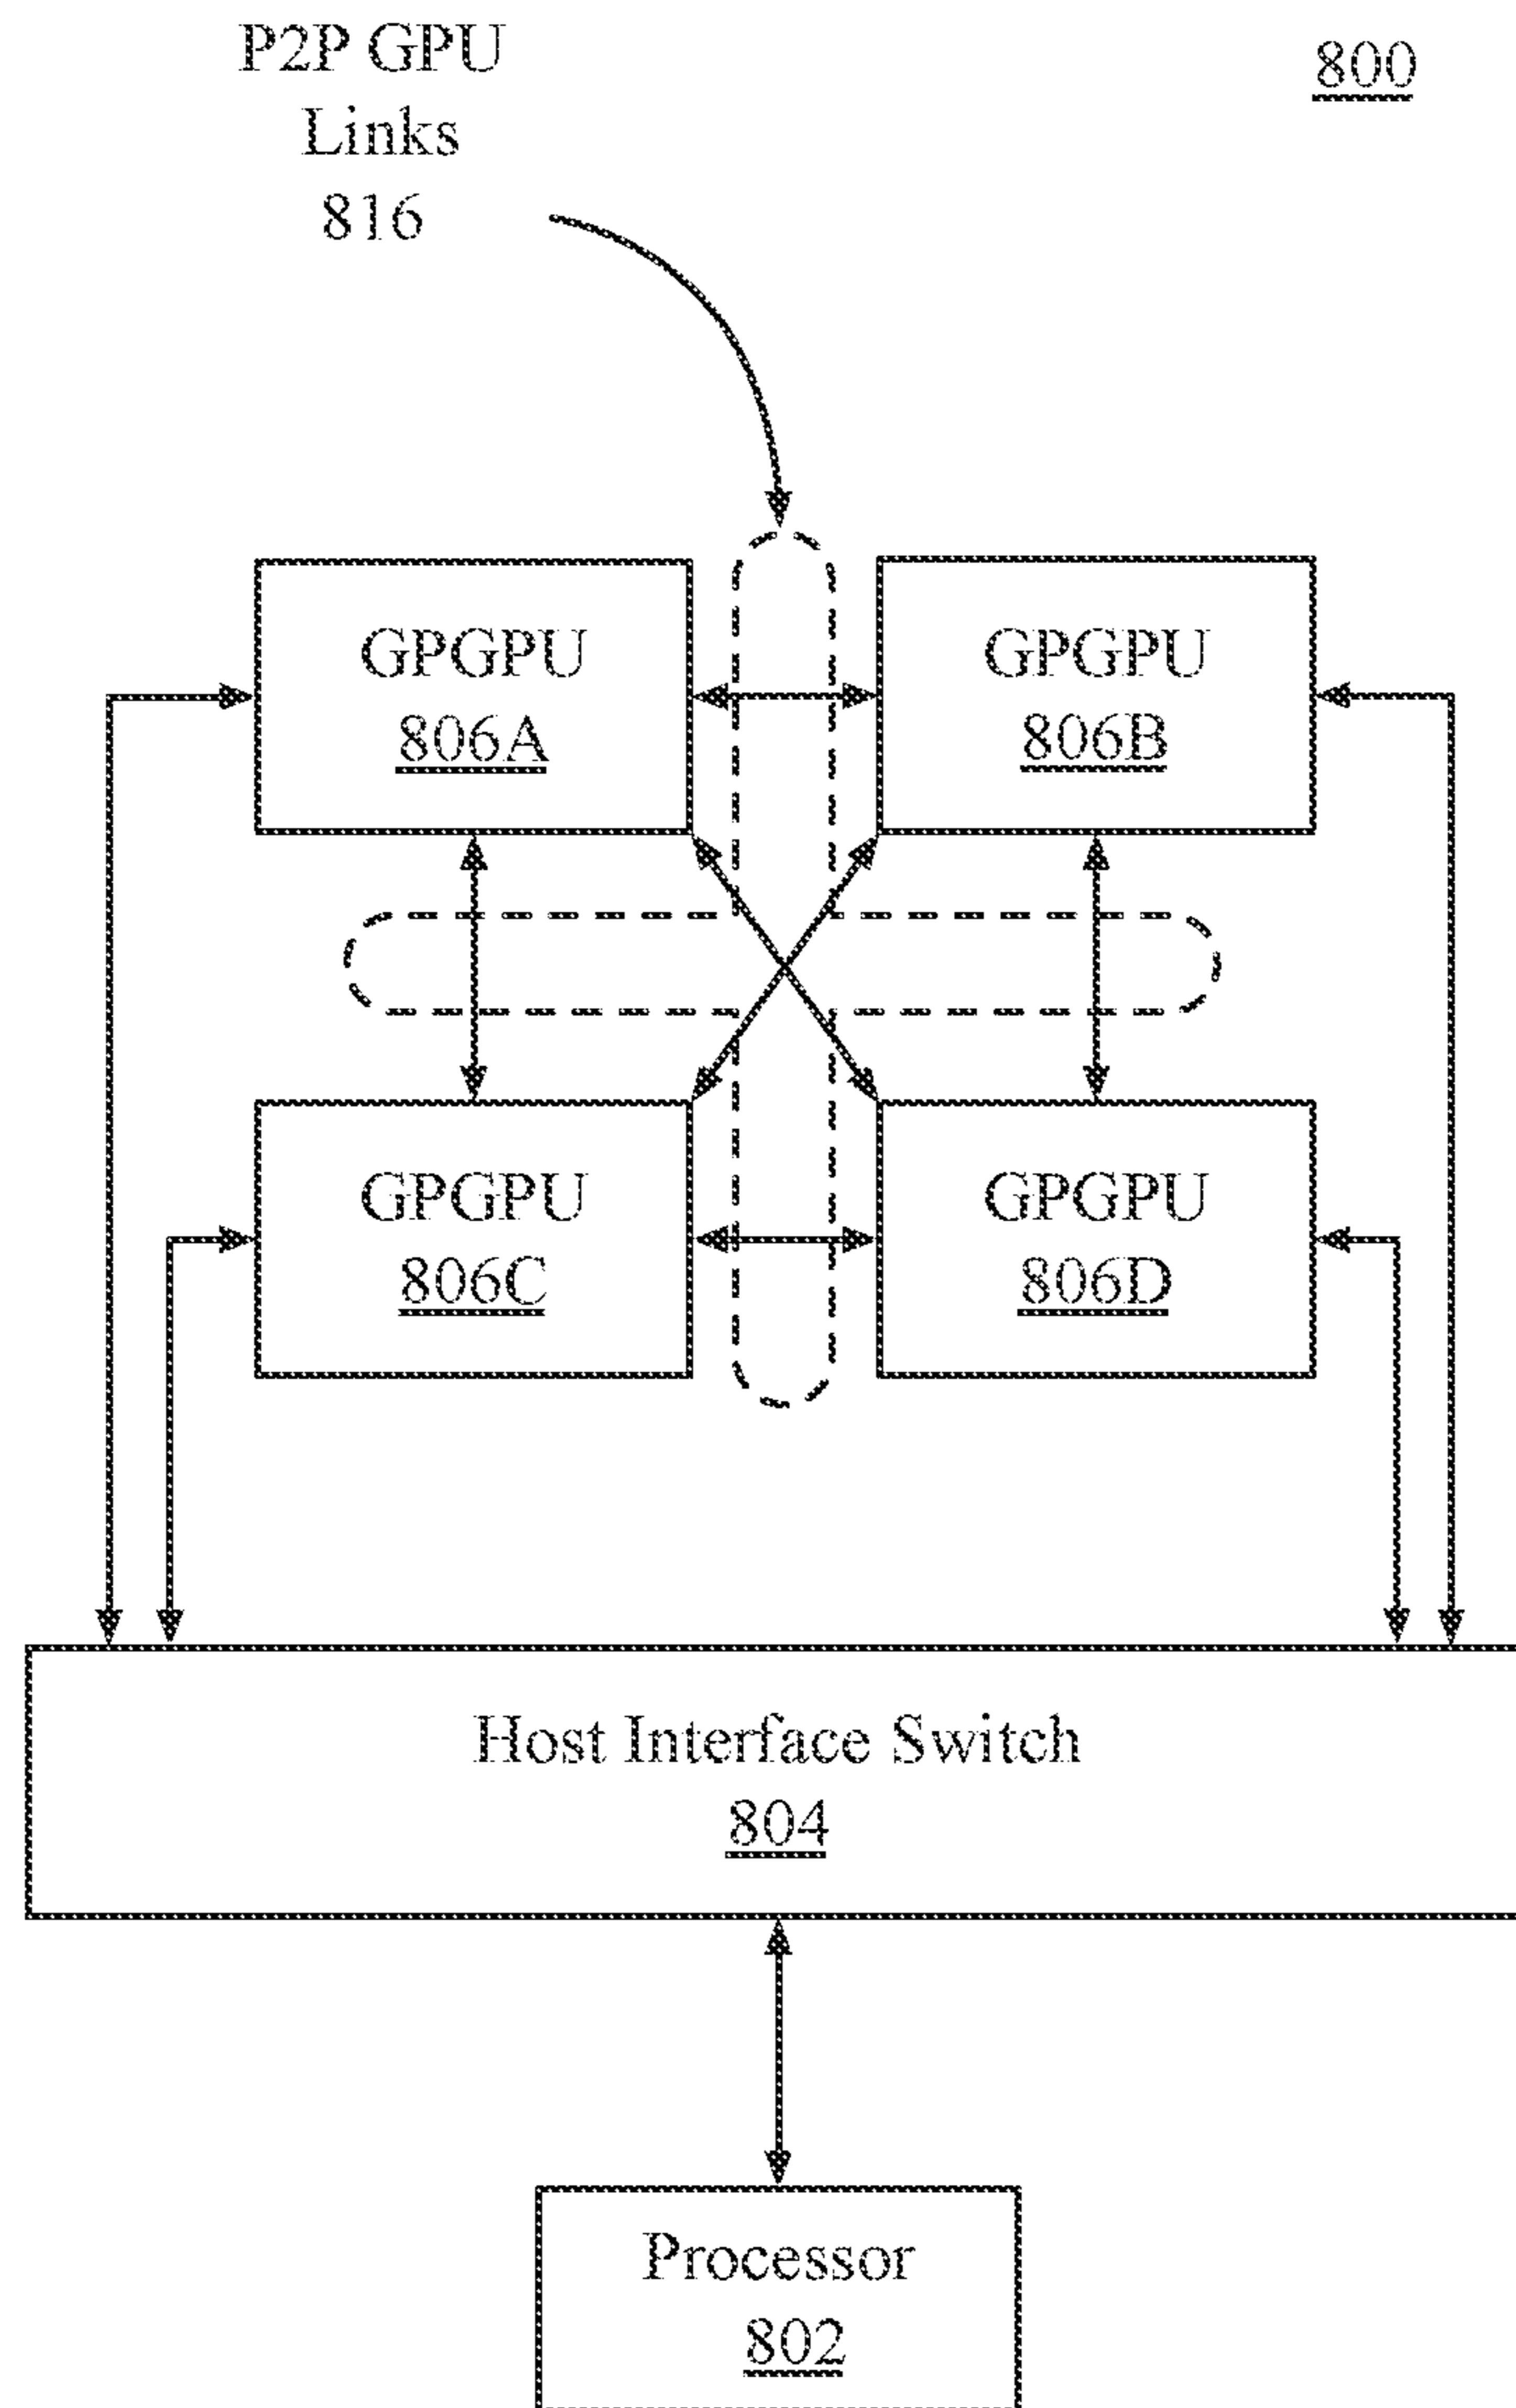 P2P GPU
Links
816
800
GPGPU
806A
GPGPU
806B
GPGPU
806C
GPGPU
806D
Host Interface Switch
804
Processor
802